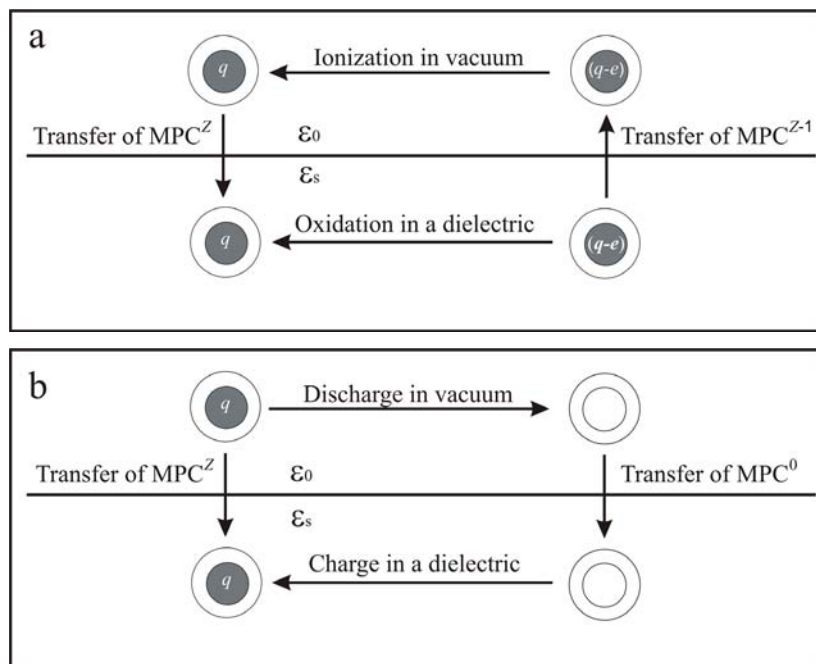 a
Ionization in vacuum
q
(q-e)
Transfer of MPC^Z
ε0
Transfer of MPC^Z-1
εs
Oxidation in a dielectric
q
(q-e)
b
Discharge in vacuum
q
Transfer of MPC^Z
ε0
Transfer of MPC^0
εs
Charge in a dielectric
q